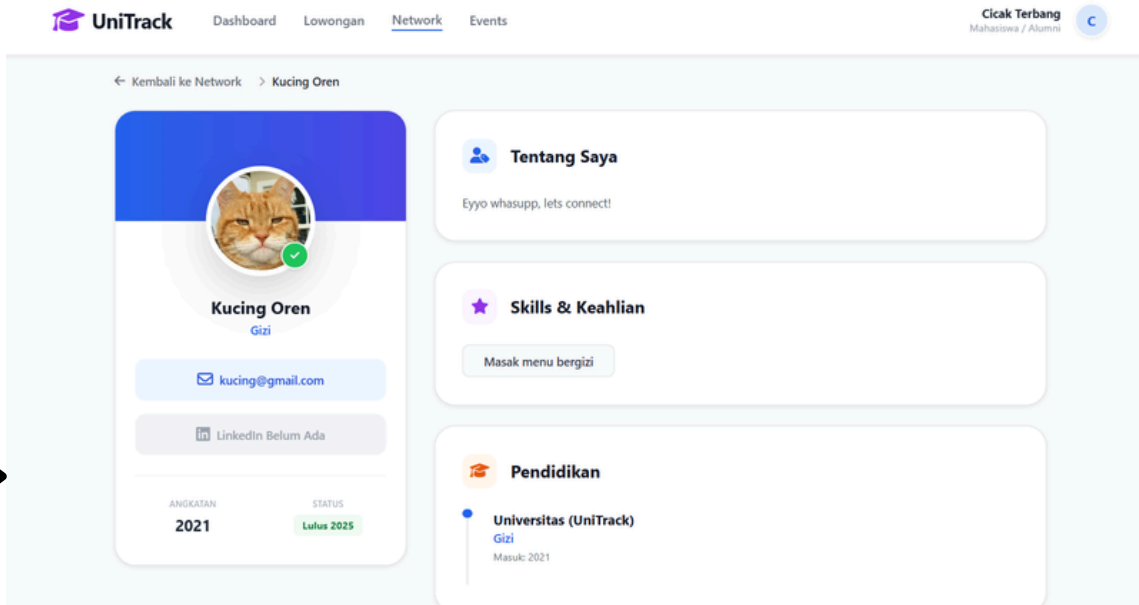 UniTrack
Dashboard Lowongan Network Events
Cicak Terbang
Mahasiswa / Alumni
C
Kembali ke Network
Kucing Oren
Kucing Oren
Gizi
kucing@gmail.com
in LinkedIn Belum Ada
ANGKATAN STATUS
2021 Lulus 2025
Tentang Saya
Eyyo whasupp, lets connect!
Skills & Keahlian
Masak menu bergizi
Pendidikan
Universitas (UniTrack)
Gizi
Masuk: 2021